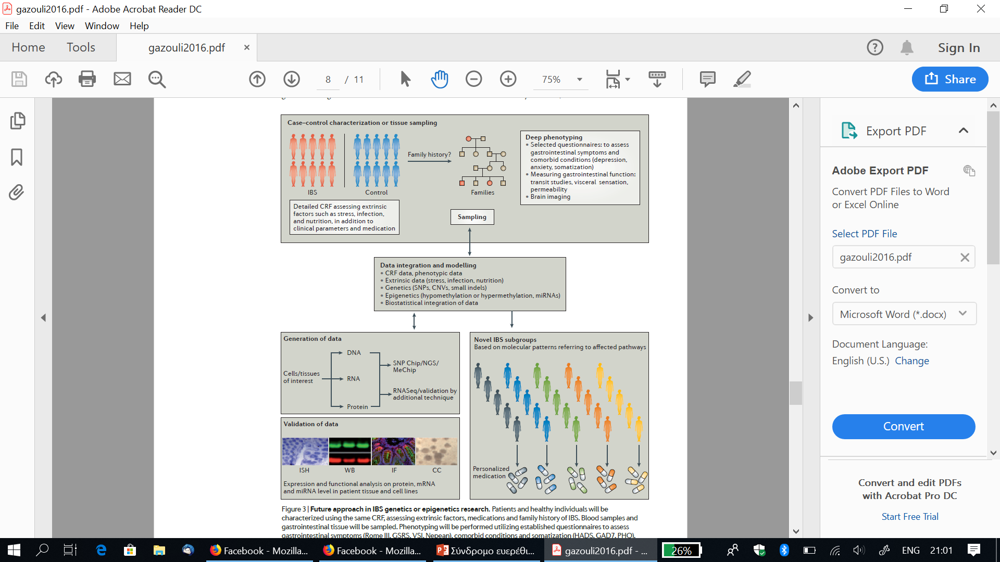 gazouli2016.pdf - Adobe Acrobat Reader DC
File Edit View Window Help
Home Tools gazouli2016.pdf Sign In
8 / 11 75% Share
Case–control characterization or tissue sampling
IBS
Control
Family history?
Families
Deep phenotyping
• Selected questionnaires: to assess
gastrointestinal symptoms and
comorbid conditions (depression,
anxiety, somatization)
• Measuring gastrointestinal function:
transit studies, visceral sensation,
permeability
• Brain imaging
Detailed CRF assessing extrinsic
factors such as stress, infection,
and nutrition, in addition to
clinical parameters and medication
Sampling
Data integration and modelling
• CRF data, phenotypic data
• Extrinsic data (stress, infection, nutrition)
• Genetics (SNPs, CNVs, small indels)
• Epigenetics (hypomethylation or hypermethylation, miRNAs)
• Biostatistical integration of data
Generation of data
Cells/tissues
of interest
DNA
RNA
Protein
SNP Chip/NGS/
MeChip
RNASeq/validation by
additional technique
Validation of data
ISH WB IF CC
Expression and functional analysis on protein, mRNA
and miRNA level in patient tissue and cell lines
Novel IBS subgroups
Based on molecular patterns referring to affected pathways
Personalized
medication
Figure 3 | Future approach in IBS genetics or epigenetics research. Patients and healthy individuals will be
characterized using the same CRF, assessing extrinsic factors, medications and family history of IBS. Blood samples and
gastrointestinal tissue will be sampled. Phenotyping will be performed utilizing established questionnaires to assess
gastrointestinal symptoms (Rome III, GSRS, VSI, Nepean), comorbid conditions and somatization (HADS, GAD7, PHQ),
Export PDF
Adobe Export PDF
Convert PDF Files to Word
or Excel Online
Select PDF File
gazouli2016.pdf
Convert to
Microsoft Word (*.docx)
Document Language:
English (U.S.) Change
Convert
Convert and edit PDFs
with Acrobat Pro DC
Start Free Trial
Facebook - Mozilla... Facebook - Mozilla... Σύνδρομο ευερέθι... gazouli2016.pdf - ... 26% ENG 21:01